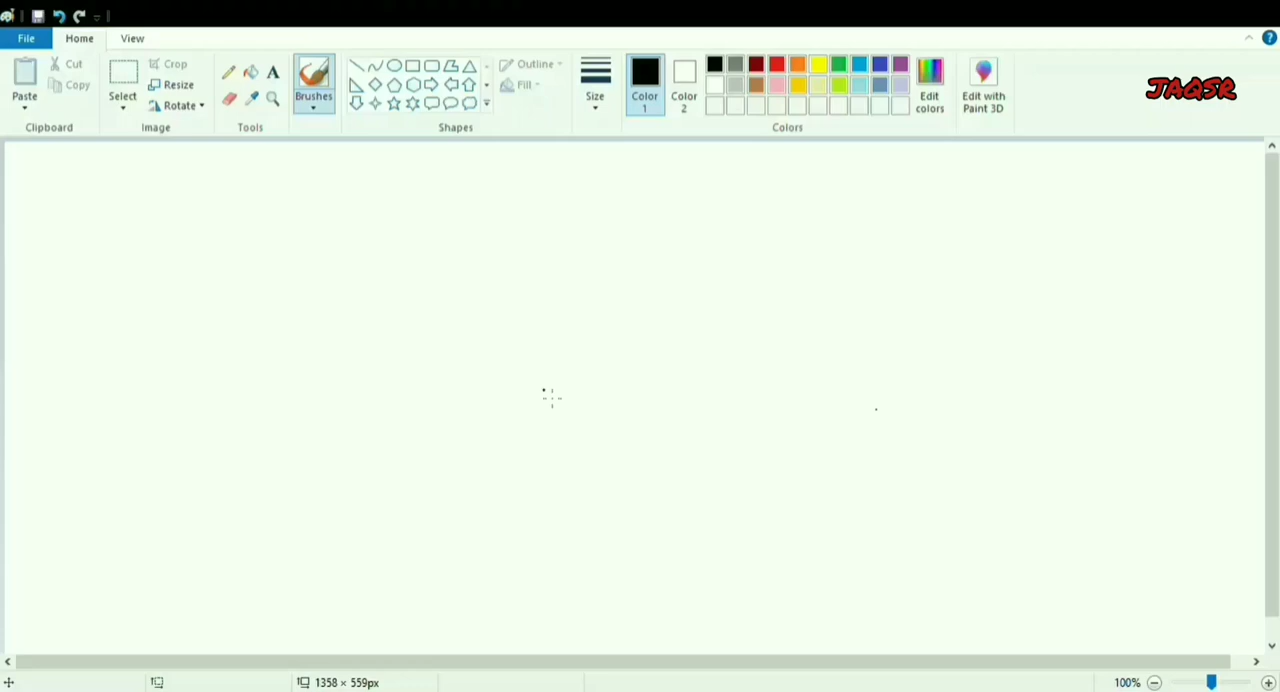 File Home View
Paste Cut Copy Clipboard
Select Crop Resize Rotate Image
A Tools
Brushes
Outline Fill Shapes
Size
Color 1 Color 2 Edit colors Colors
Edit with Paint 3D
JAQSR
1358 × 559px
100%